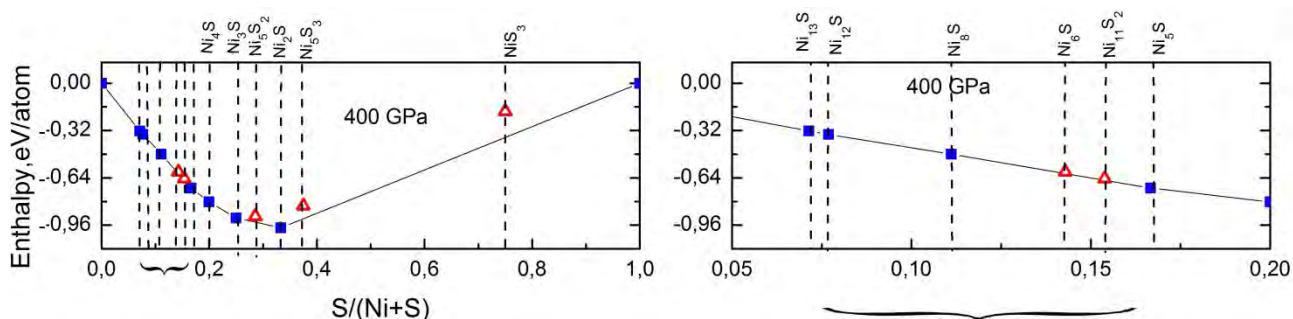 Ni₄S
Ni₃S
Ni₅S₂
Ni₂S
Ni₅S₃
NiS₃
Enthalpy,eV/atom
0,00
-0,32
-0,64
-0,96
400 GPa
0,0
0,2
0,4
0,6
0,8
1,0
S/(Ni+S)
Ni₁₃S
Ni₁₂S
Ni₈S
Ni₆S
Ni₁₁S₂
Ni₅S
0,00
-0,32
-0,64
-0,96
400 GPa
0,05
0,10
0,15
0,20